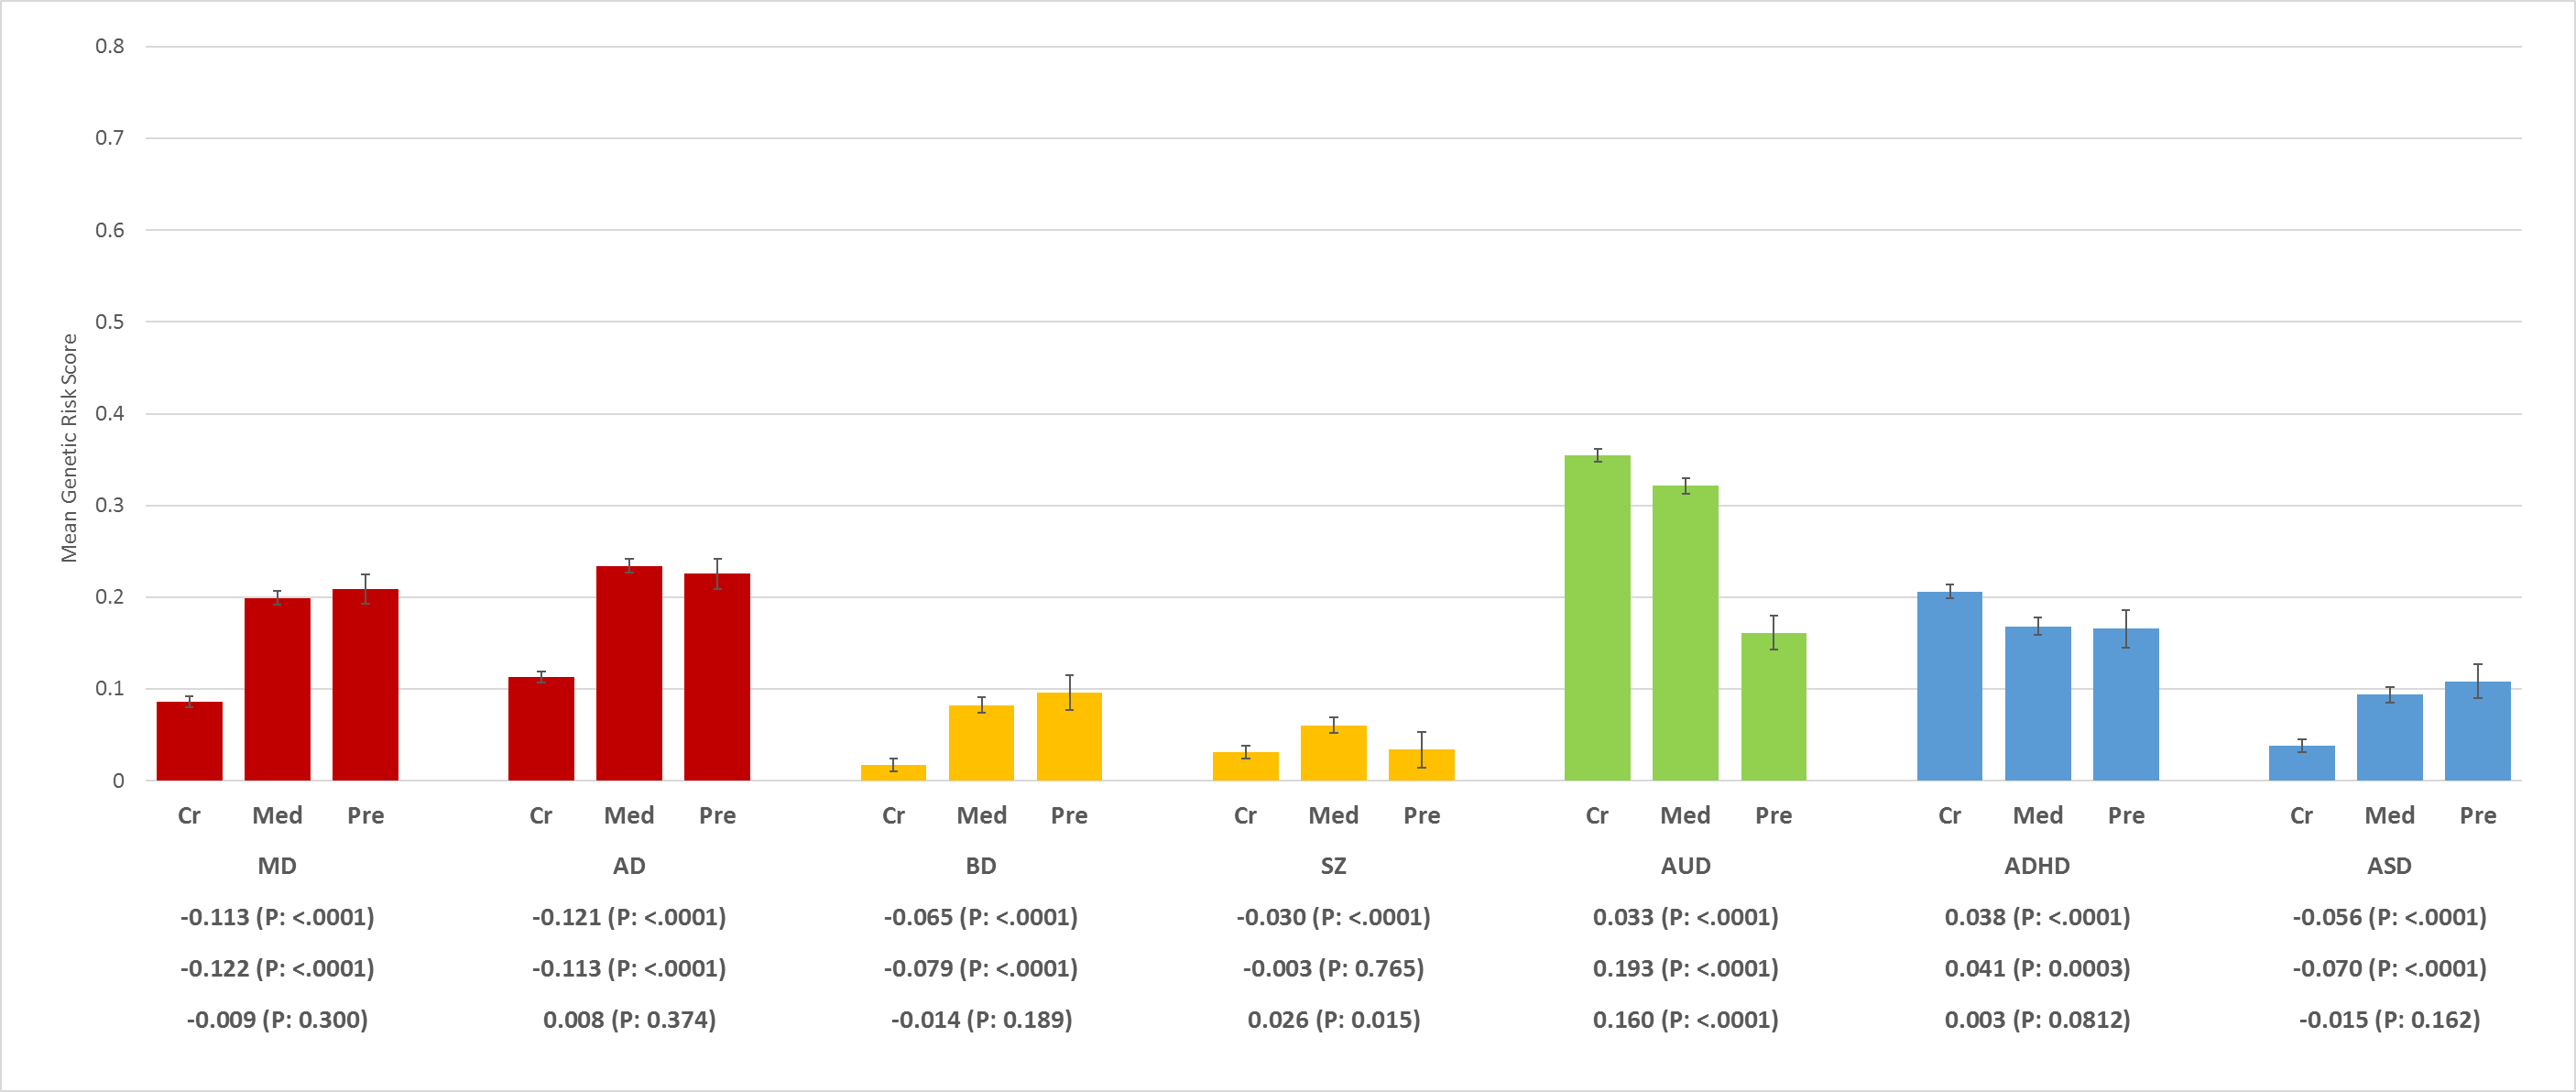 0.8
0.7
0.6
0.5
0.4
0.3
0.2
0.1
0
Mean Genetic Risk Score
Cr Med Pre Cr Med Pre Cr Med Pre Cr Med Pre Cr Med Pre Cr Med Pre Cr Med Pre
MD AD BD SZ AUD ADHD ASD
-0.113 (P: <.0001) -0.121 (P: <.0001) -0.065 (P: <.0001) -0.030 (P: <.0001) 0.033 (P: <.0001) 0.038 (P: <.0001) -0.056 (P: <.0001)
-0.122 (P: <.0001) -0.113 (P: <.0001) -0.079 (P: <.0001) -0.003 (P: 0.765) 0.193 (P: <.0001) 0.041 (P: 0.0003) -0.070 (P: <.0001)
-0.009 (P: 0.300) 0.008 (P: 0.374) -0.014 (P: 0.189) 0.026 (P: 0.015) 0.160 (P: <.0001) 0.003 (P: 0.0812) -0.015 (P: 0.162)